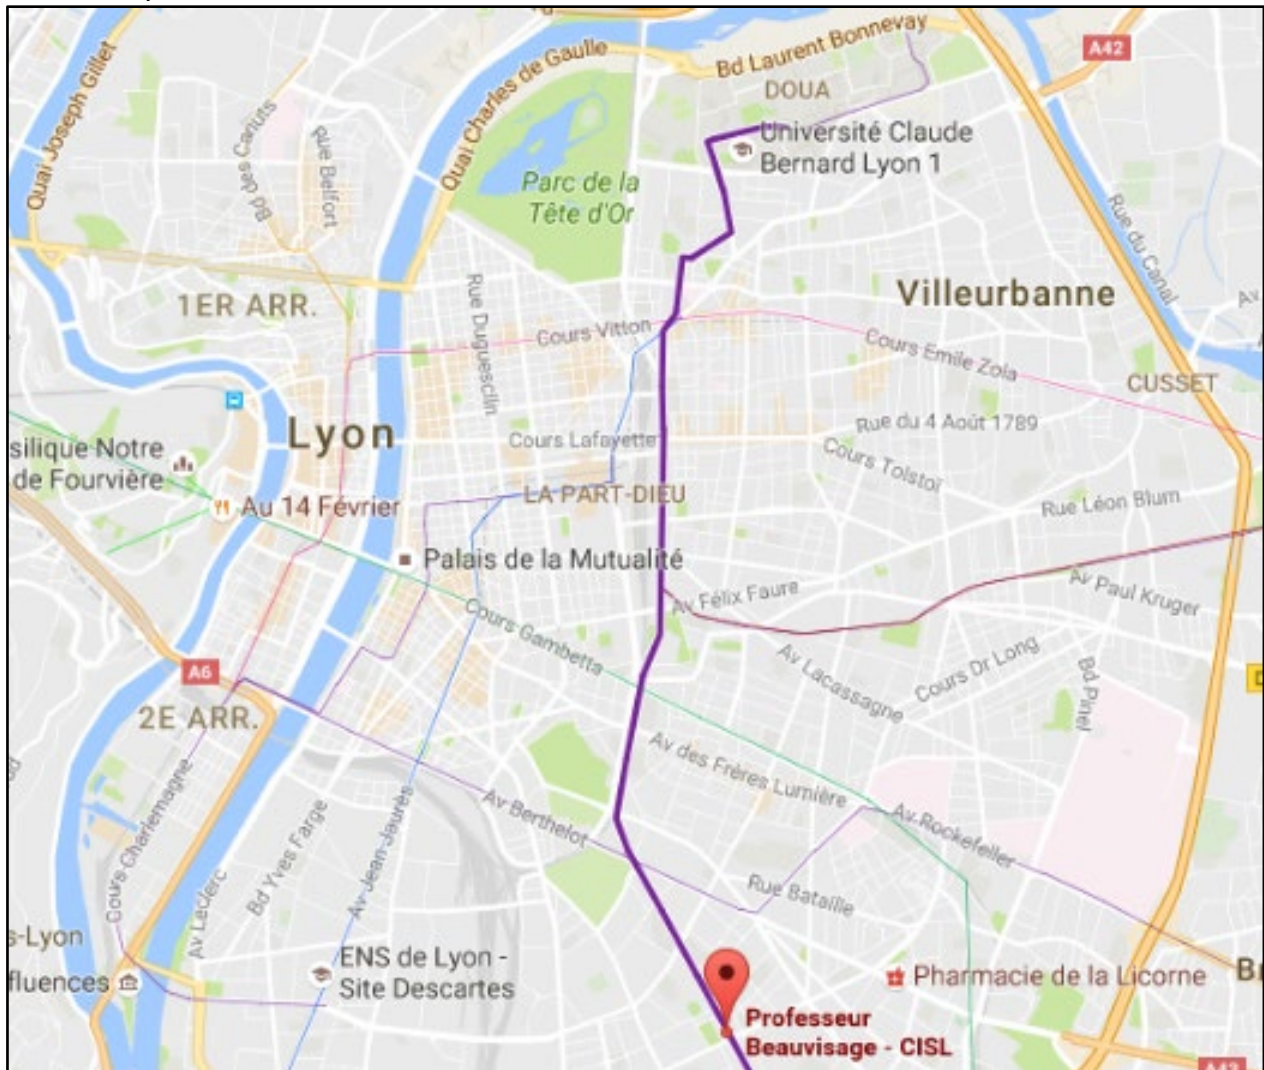 Bd Laurent Bonnevay
A42
Quai Joseph Gillet
Quai Charles de Gaulle
DOUA
Bd des Canuts
rue Belfort
Université Claude
Bernard Lyon 1
Parc de la
Tête d'Or
Rue du Canal
Rue Duguesclin
Villeurbanne
Av
1ER ARR.
Cours Vitton
Cours Emile Zola
CUSSET
Lyon
Cours Lafayette
Rue du 4 Août 1789
silique Notre
de Fourvière
Cours Tolstoï
LA PART-DIEU
Rue Léon Blum
Au 14 Février
Palais de la Mutualité
Av Félix Faure
Av Paul Kruger
Cours Gambetta
A6
Av Lacassagne
Cours Dr Long
Bd Pinel
D
2E ARR.
Av des Frères Lumière
Av Berthelot
Av Rockefeller
Cours Charlemagne
Bd Yves Farge
Av Jean Jaurès
Av Leclerc
Rue Bataille
s-Lyon
fluences
ENS de Lyon -
Site Descartes
Pharmacie de la Licorne
Professeur
Beauvisage - CISL
A43